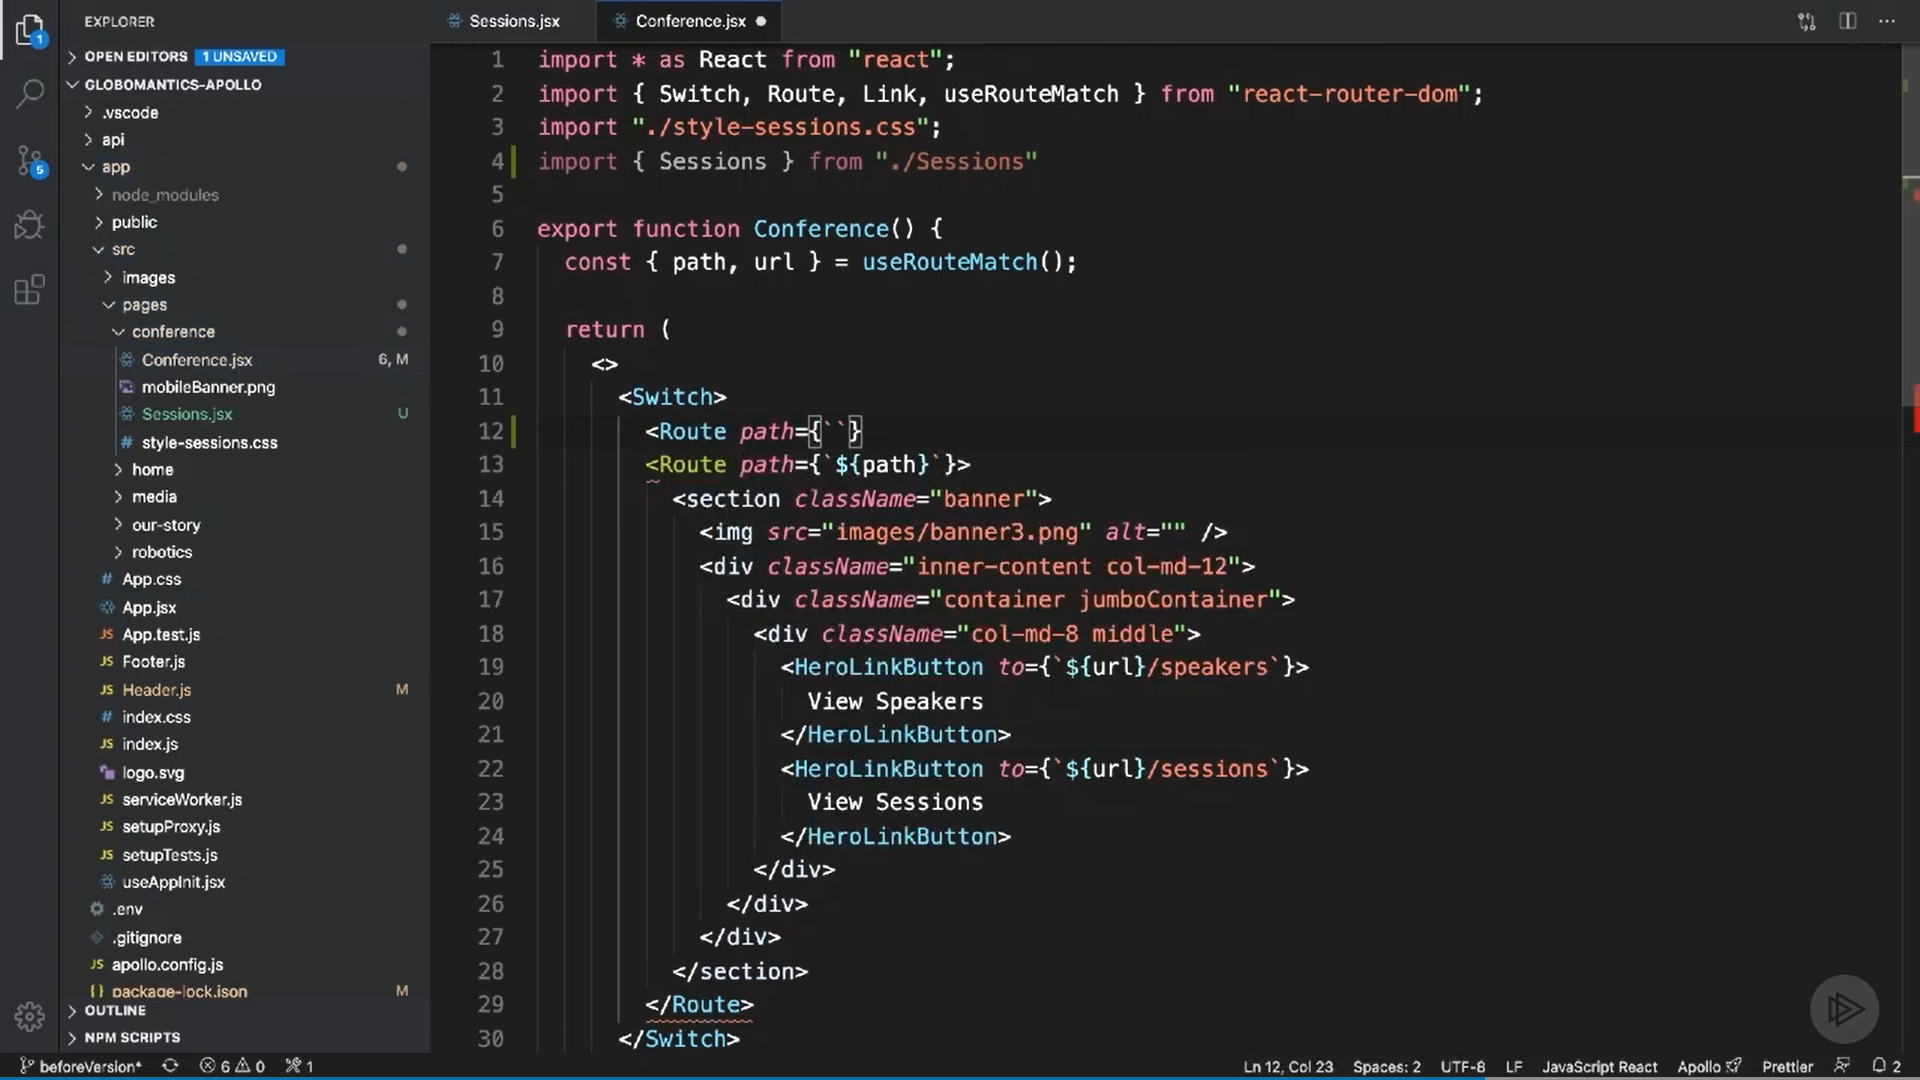 EXPLORER
OPEN EDITORS 1 UNSAVED
GLOBOMANTICS-APOLLO
.vscode
api
app
node_modules
public
src
images
pages
conference
Conference.jsx 6, M
mobileBanner.png
Sessions.jsx U
# style-sessions.css
home
media
our-story
robotics
# App.css
App.jsx
JS App.test.js
JS Footer.js
JS Header.js M
# index.css
JS index.js
logo.svg
JS serviceWorker.js
JS setupProxy.js
JS setupTests.js
useAppInit.jsx
.env
.gitignore
JS apollo.config.js
{} package-lock.json M
OUTLINE
NPM SCRIPTS
1
5
Sessions.jsx
Conference.jsx
1 import * as React from "react";
2 import { Switch, Route, Link, useRouteMatch } from "react-router-dom";
3 import "./style-sessions.css";
4 import { Sessions } from "./Sessions"
5
6 export function Conference() {
7 const { path, url } = useRouteMatch();
8
9 return (
10 <>
11 <Switch>
12 <Route path={``}
13 <Route path={`${path}`}>
14 <section className="banner">
15 <img src="images/banner3.png" alt="" />
16 <div className="inner-content col-md-12">
17 <div className="container jumboContainer">
18 <div className="col-md-8 middle">
19 <HeroLinkButton to={`${url}/speakers`}>
20 View Speakers
21 </HeroLinkButton>
22 <HeroLinkButton to={`${url}/sessions`}>
23 View Sessions
24 </HeroLinkButton>
25 </div>
26 </div>
27 </div>
28 </section>
29 </Route>
30 </Switch>
beforeVersion* 6 0 1
Ln 12, Col 23 Spaces: 2 UTF-8 LF JavaScript React Apollo Prettier 2